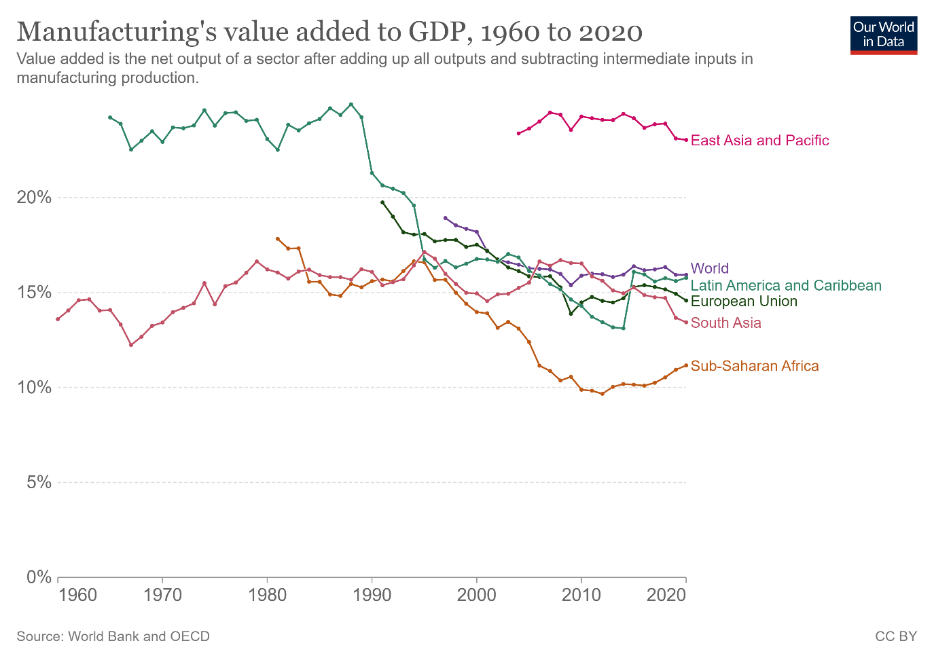 Manufacturing's value added to GDP, 1960 to 2020
Value added is the net output of a sector after adding up all outputs and subtracting intermediate inputs in
manufacturing production.
Our World
in Data
20%
15%
10%
5%
0%
East Asia and Pacific
World
Latin America and Caribbean
European Union
South Asia
Sub-Saharan Africa
1960 1970 1980 1990 2000 2010 2020
Source: World Bank and OECD
CC BY